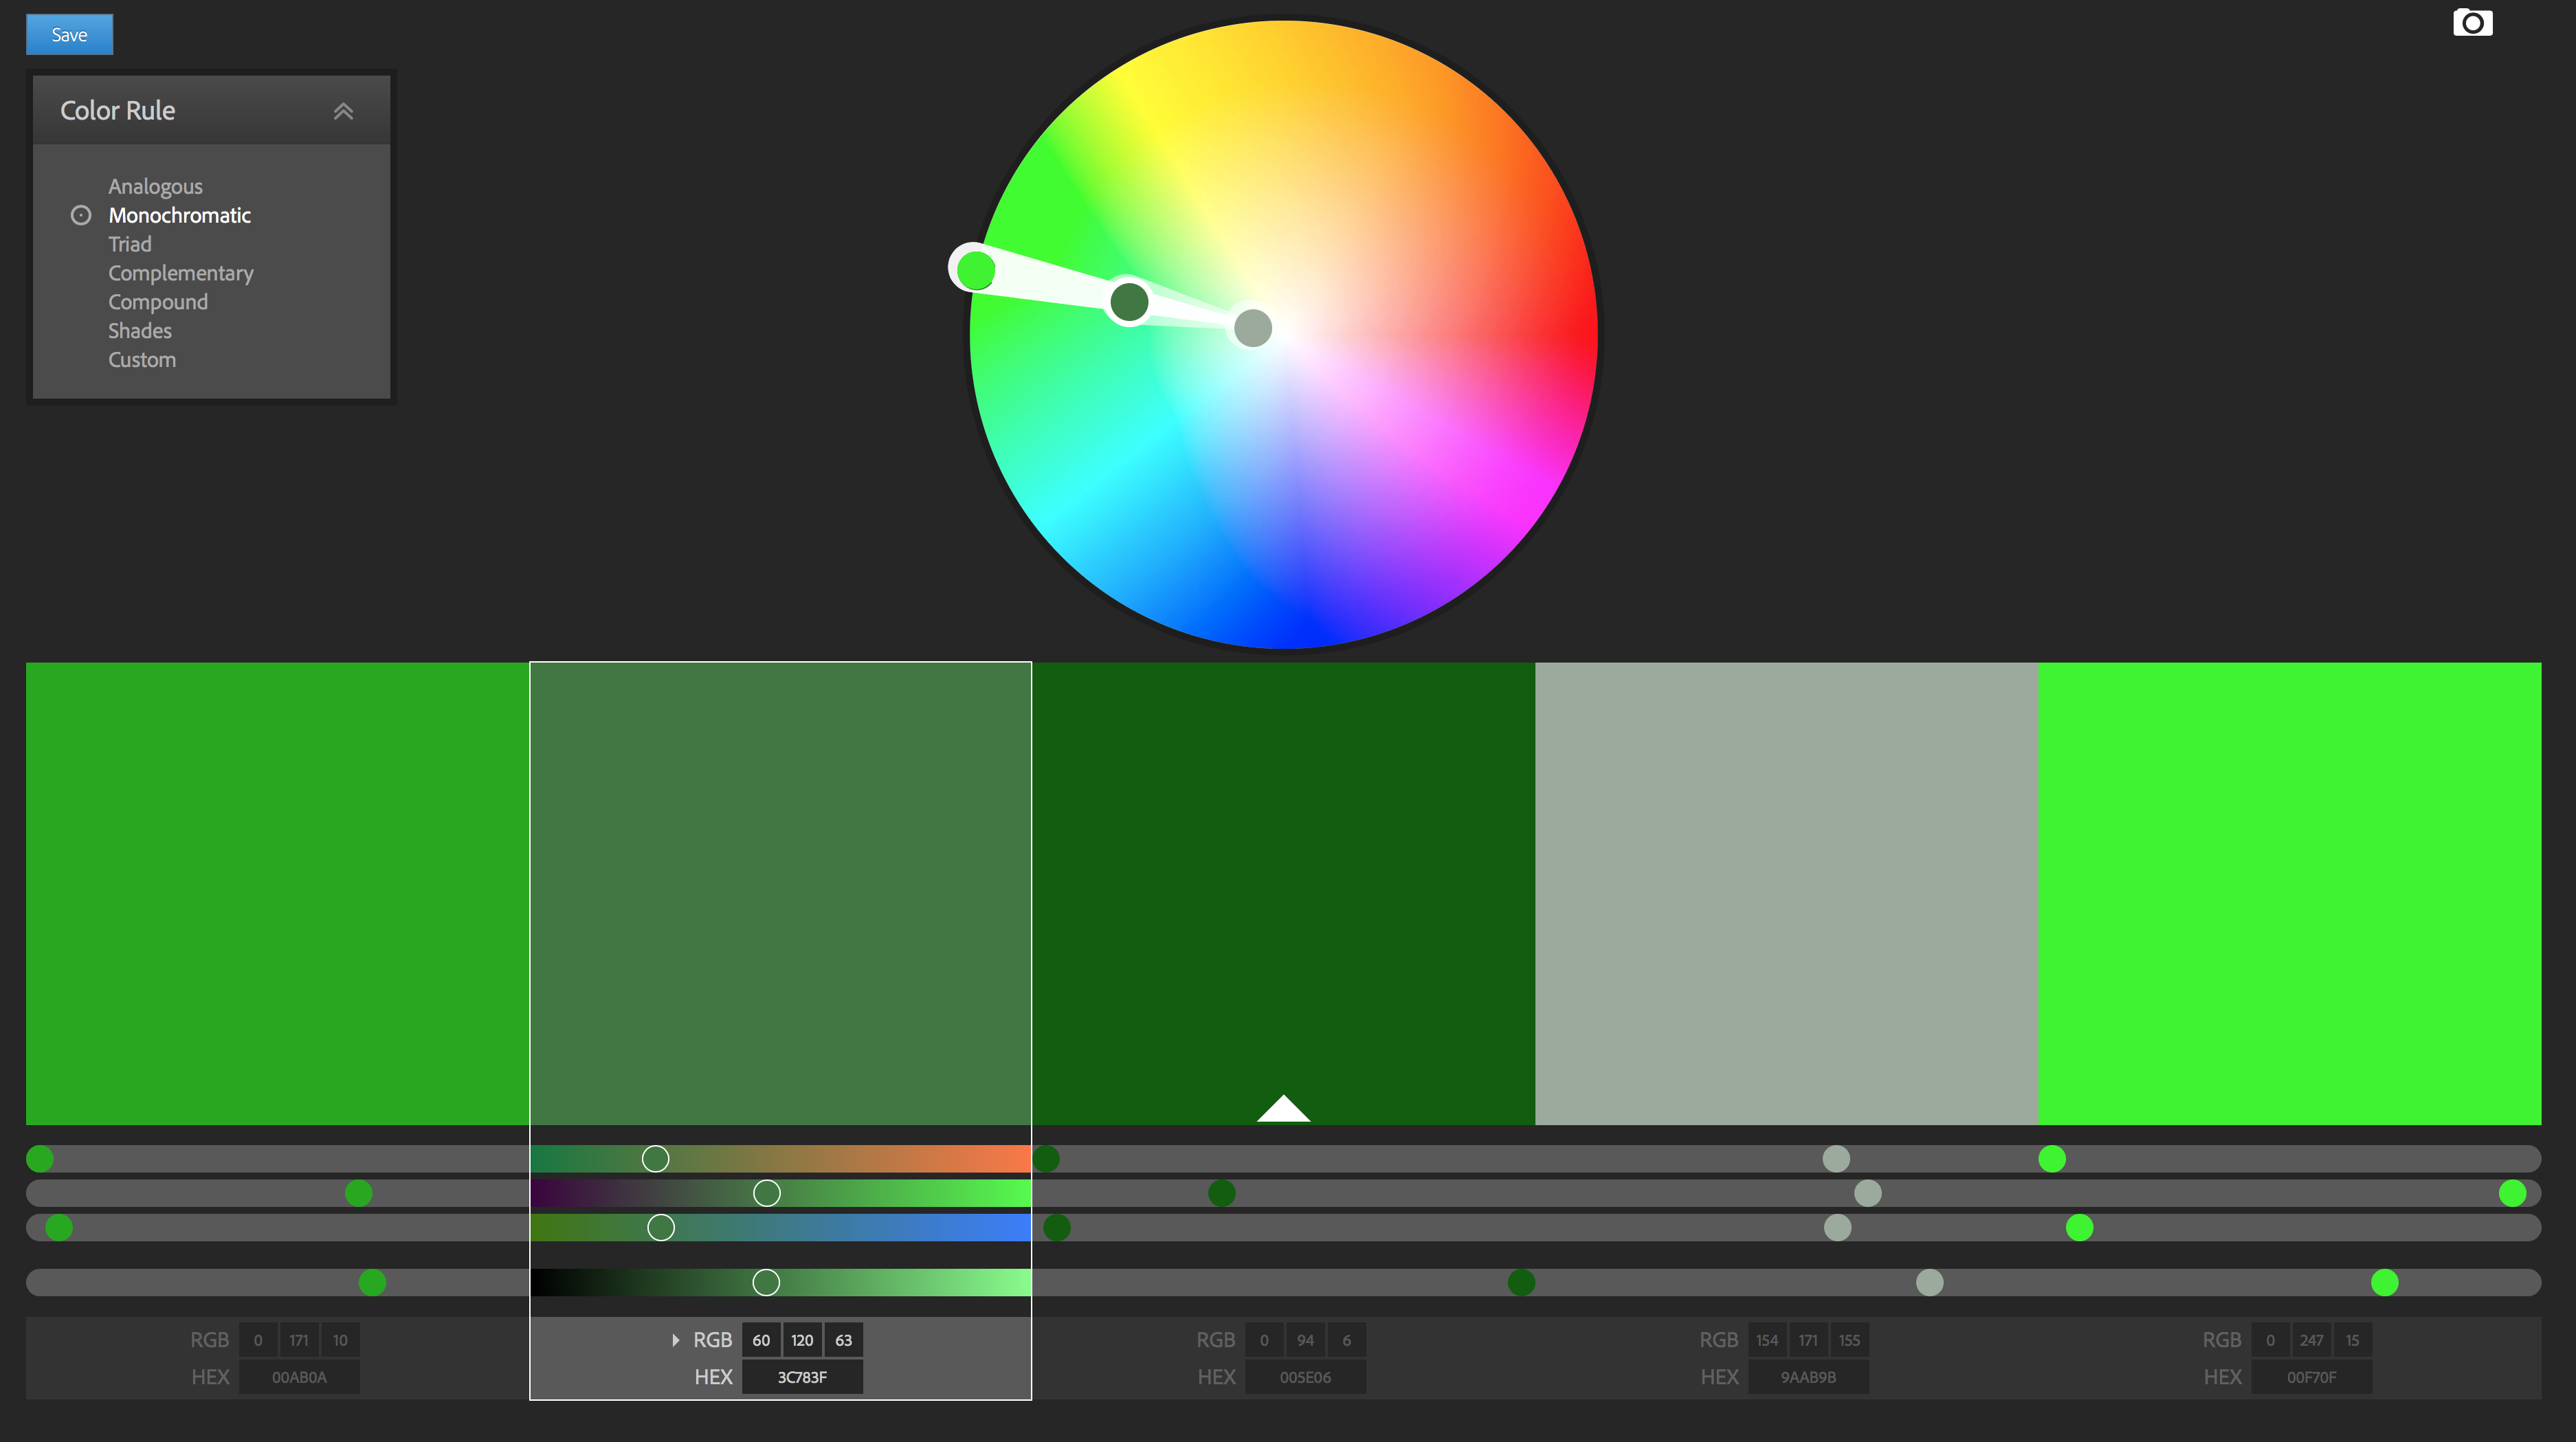 Save
Color Rule
Analogous
Monochromatic
Triad
Complementary
Compound
Shades
Custom
RGB 0 171 10
HEX 00AB0A
RGB 60 120 63
HEX 3C783F
RGB 0 94 6
HEX 005E06
RGB 154 171 155
HEX 9AAB9B
RGB 0 247 15
HEX 00F70F